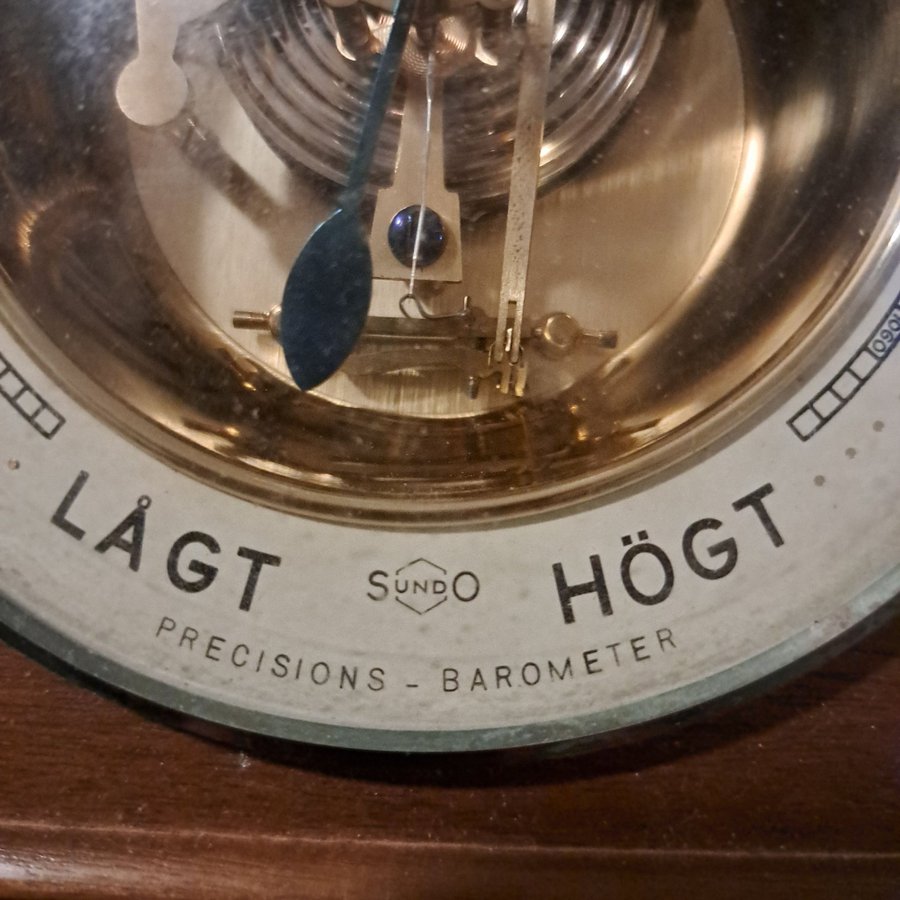 LÅGT
SUNDO
HÖGT
PRECISIONS - BAROMETER